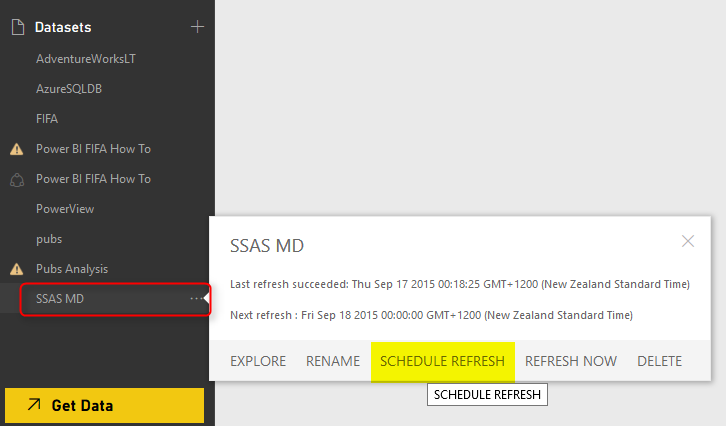 Datasets
AdventureWorksLT
AzureSQLDB
FIFA
Power BI FIFA How To
Power BI FIFA How To
PowerView
pubs
Pubs Analysis
SSAS MD
Get Data
SSAS MD
Last refresh succeeded: Thu Sep 17 2015 00:18:25 GMT+1200 (New Zealand Standard Time)
Next refresh : Fri Sep 18 2015 00:00:00 GMT+1200 (New Zealand Standard Time)
EXPLORE RENAME SCHEDULE REFRESH REFRESH NOW DELETE
SCHEDULE REFRESH